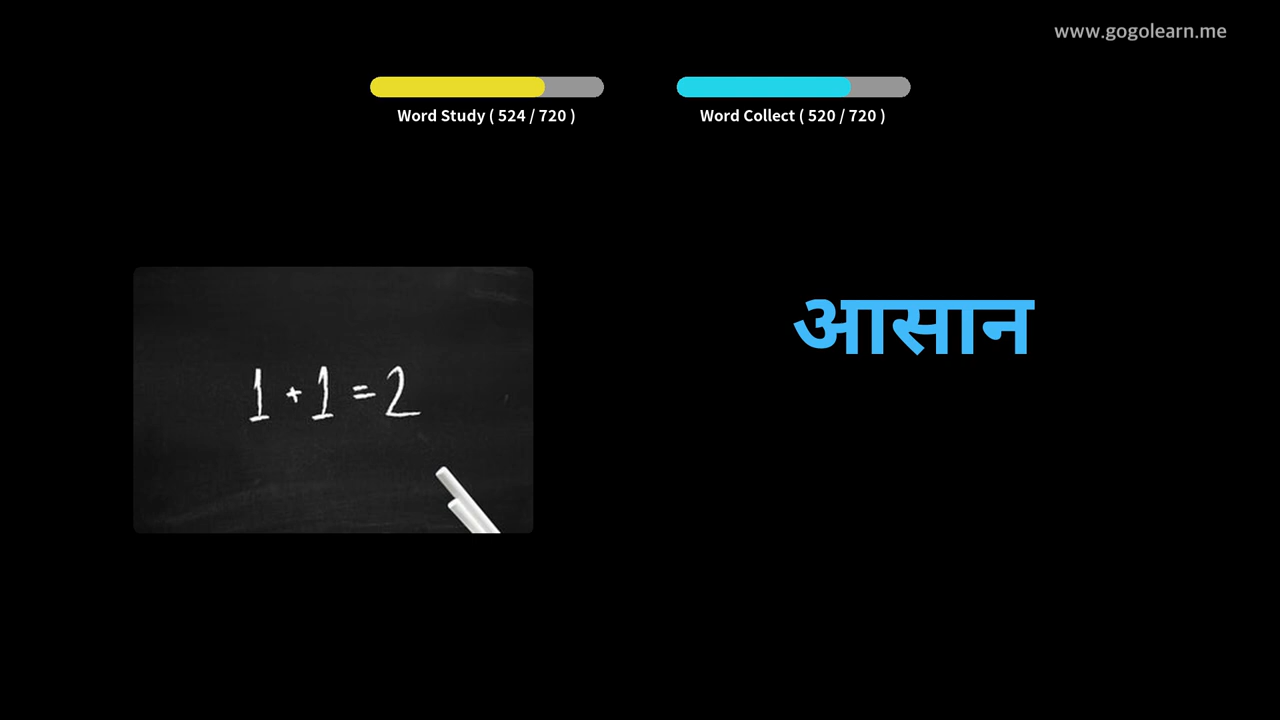 www.gogolearn.me
Word Study ( 524 / 720 )
Word Collect ( 520 / 720 )
आसान
1 + 1 = 2